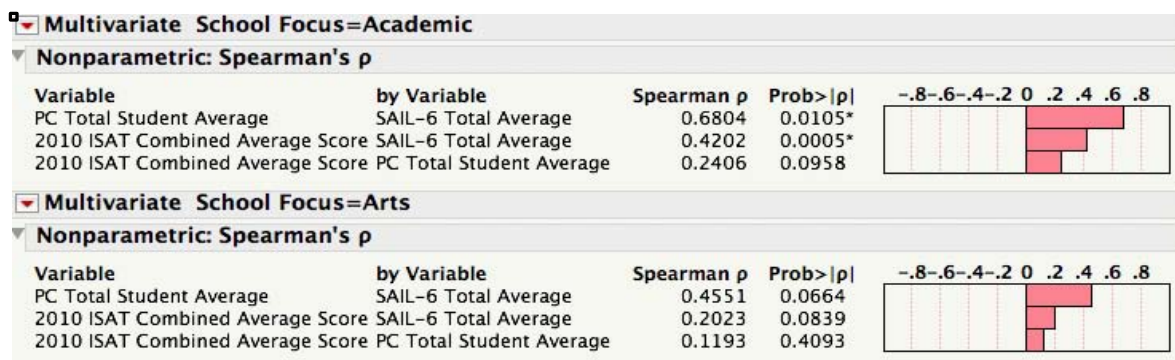 Multivariate School Focus=Academic
Nonparametric: Spearman's ρ
Variable by Variable Spearman ρ Prob>|ρ| -.8-.6-.4-.2 0 .2 .4 .6 .8
PC Total Student Average SAIL-6 Total Average 0.6804 0.0105*
2010 ISAT Combined Average Score SAIL-6 Total Average 0.4202 0.0005*
2010 ISAT Combined Average Score PC Total Student Average 0.2406 0.0958
Multivariate School Focus=Arts
Nonparametric: Spearman's ρ
Variable by Variable Spearman ρ Prob>|ρ| -.8-.6-.4-.2 0 .2 .4 .6 .8
PC Total Student Average SAIL-6 Total Average 0.4551 0.0664
2010 ISAT Combined Average Score SAIL-6 Total Average 0.2023 0.0839
2010 ISAT Combined Average Score PC Total Student Average 0.1193 0.4093